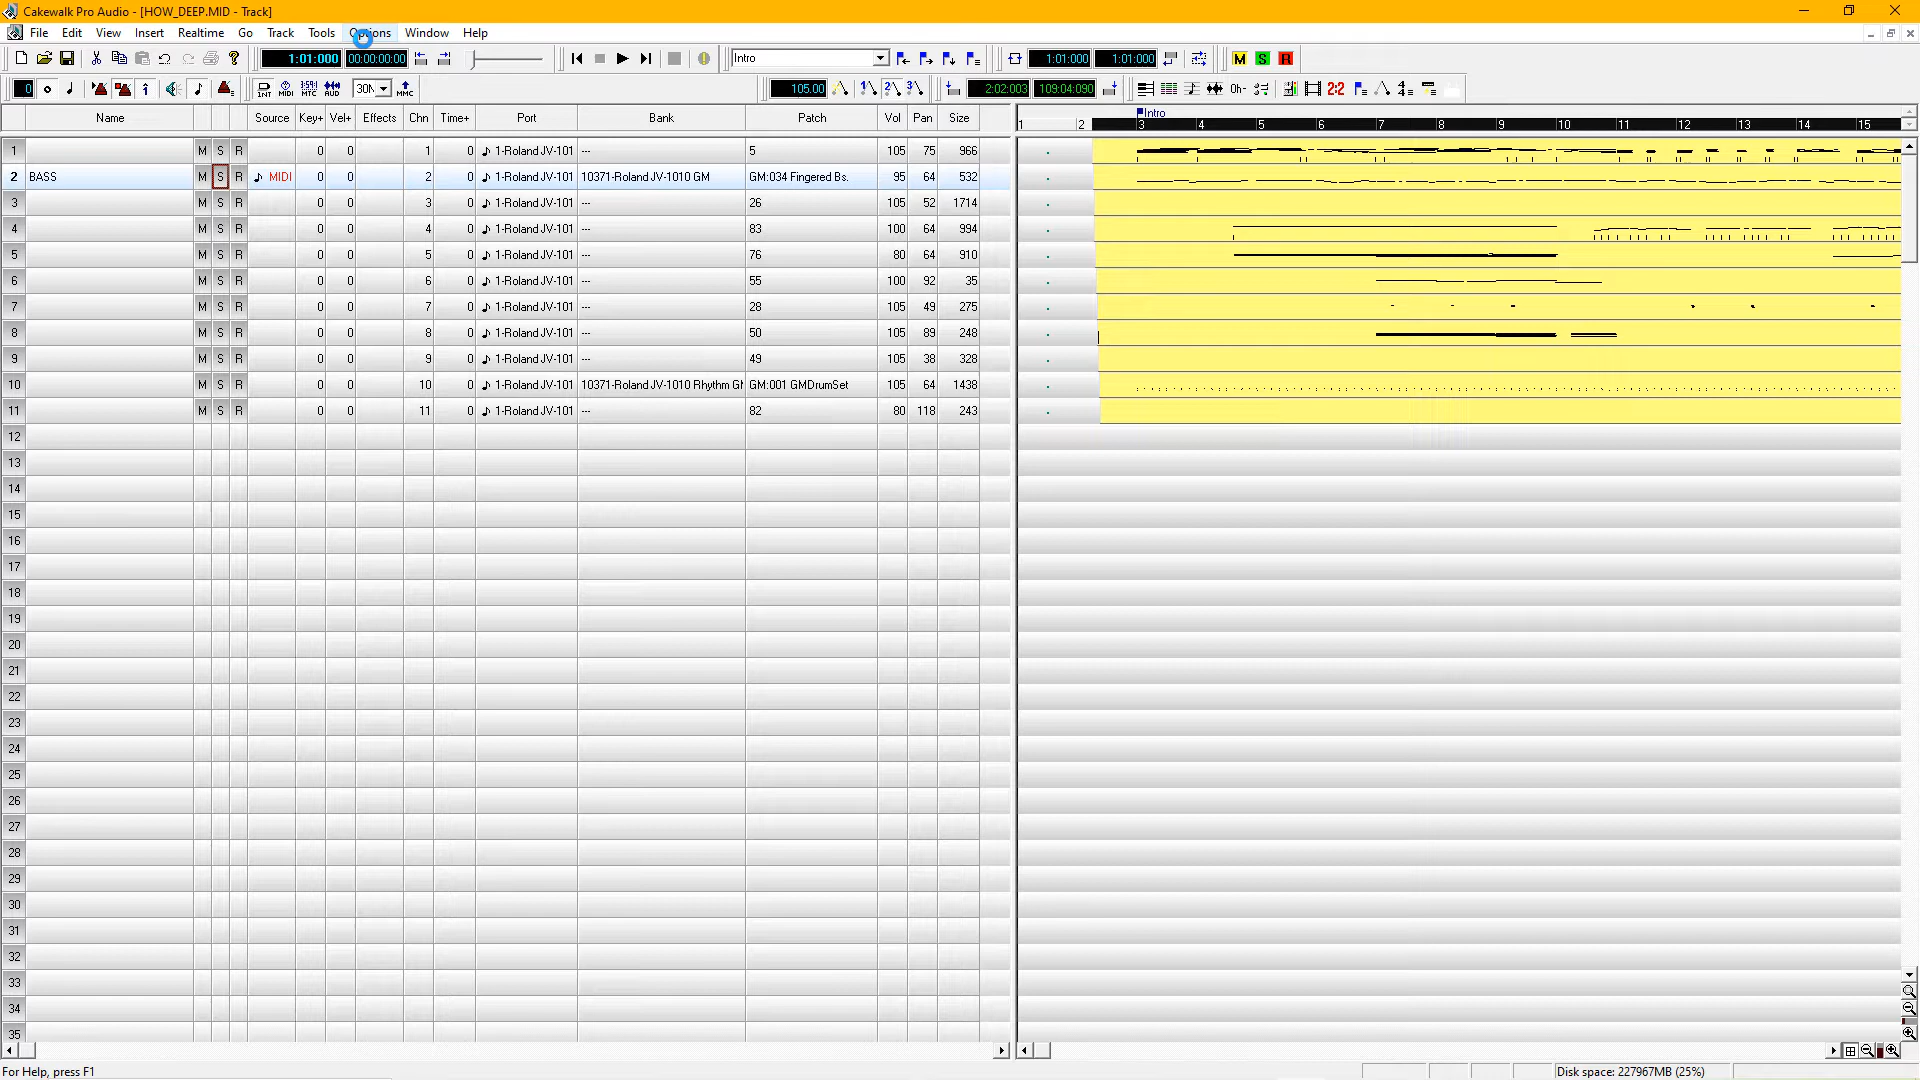 Cakewalk Pro Audio - [HOW_DEEP.MID - Track]
File Edit View Insert Realtime Go Track Tools Options Window Help
1:01:000 00:00:00:00 Intro 1:01:000 1:01:000 M S R
0 INT MIDI MTC AUD 30N MMC 105.00 1 2 3 2:02:003 109:04:090 2:2
Name Source Key+ Vel+ Effects Chn Time+ Port Bank Patch Vol Pan Size
Intro
1 2 3 4 5 6 7 8 9 10 11 12 13 14 15
1 M S R 0 0 1 0 1-Roland JV-101 --- 5 105 75 966
2 BASS M S R MIDI 0 0 2 0 1-Roland JV-101 10371-Roland JV-1010 GM GM:034 Fingered Bs. 95 64 532
3 M S R 0 0 3 0 1-Roland JV-101 --- 26 105 52 1714
4 M S R 0 0 4 0 1-Roland JV-101 --- 83 100 64 994
5 M S R 0 0 5 0 1-Roland JV-101 --- 76 80 64 910
6 M S R 0 0 6 0 1-Roland JV-101 --- 55 100 92 35
7 M S R 0 0 7 0 1-Roland JV-101 --- 28 105 49 275
8 M S R 0 0 8 0 1-Roland JV-101 --- 50 105 89 248
9 M S R 0 0 9 0 1-Roland JV-101 --- 49 105 38 328
10 M S R 0 0 10 0 1-Roland JV-101 10371-Roland JV-1010 Rhythm GM GM:001 GMDrumSet 105 64 1438
11 M S R 0 0 11 0 1-Roland JV-101 --- 82 80 118 243
12
13
14
15
16
17
18
19
20
21
22
23
24
25
26
27
28
29
30
31
32
33
34
35
For Help, press F1
Disk space: 227967MB (25%)